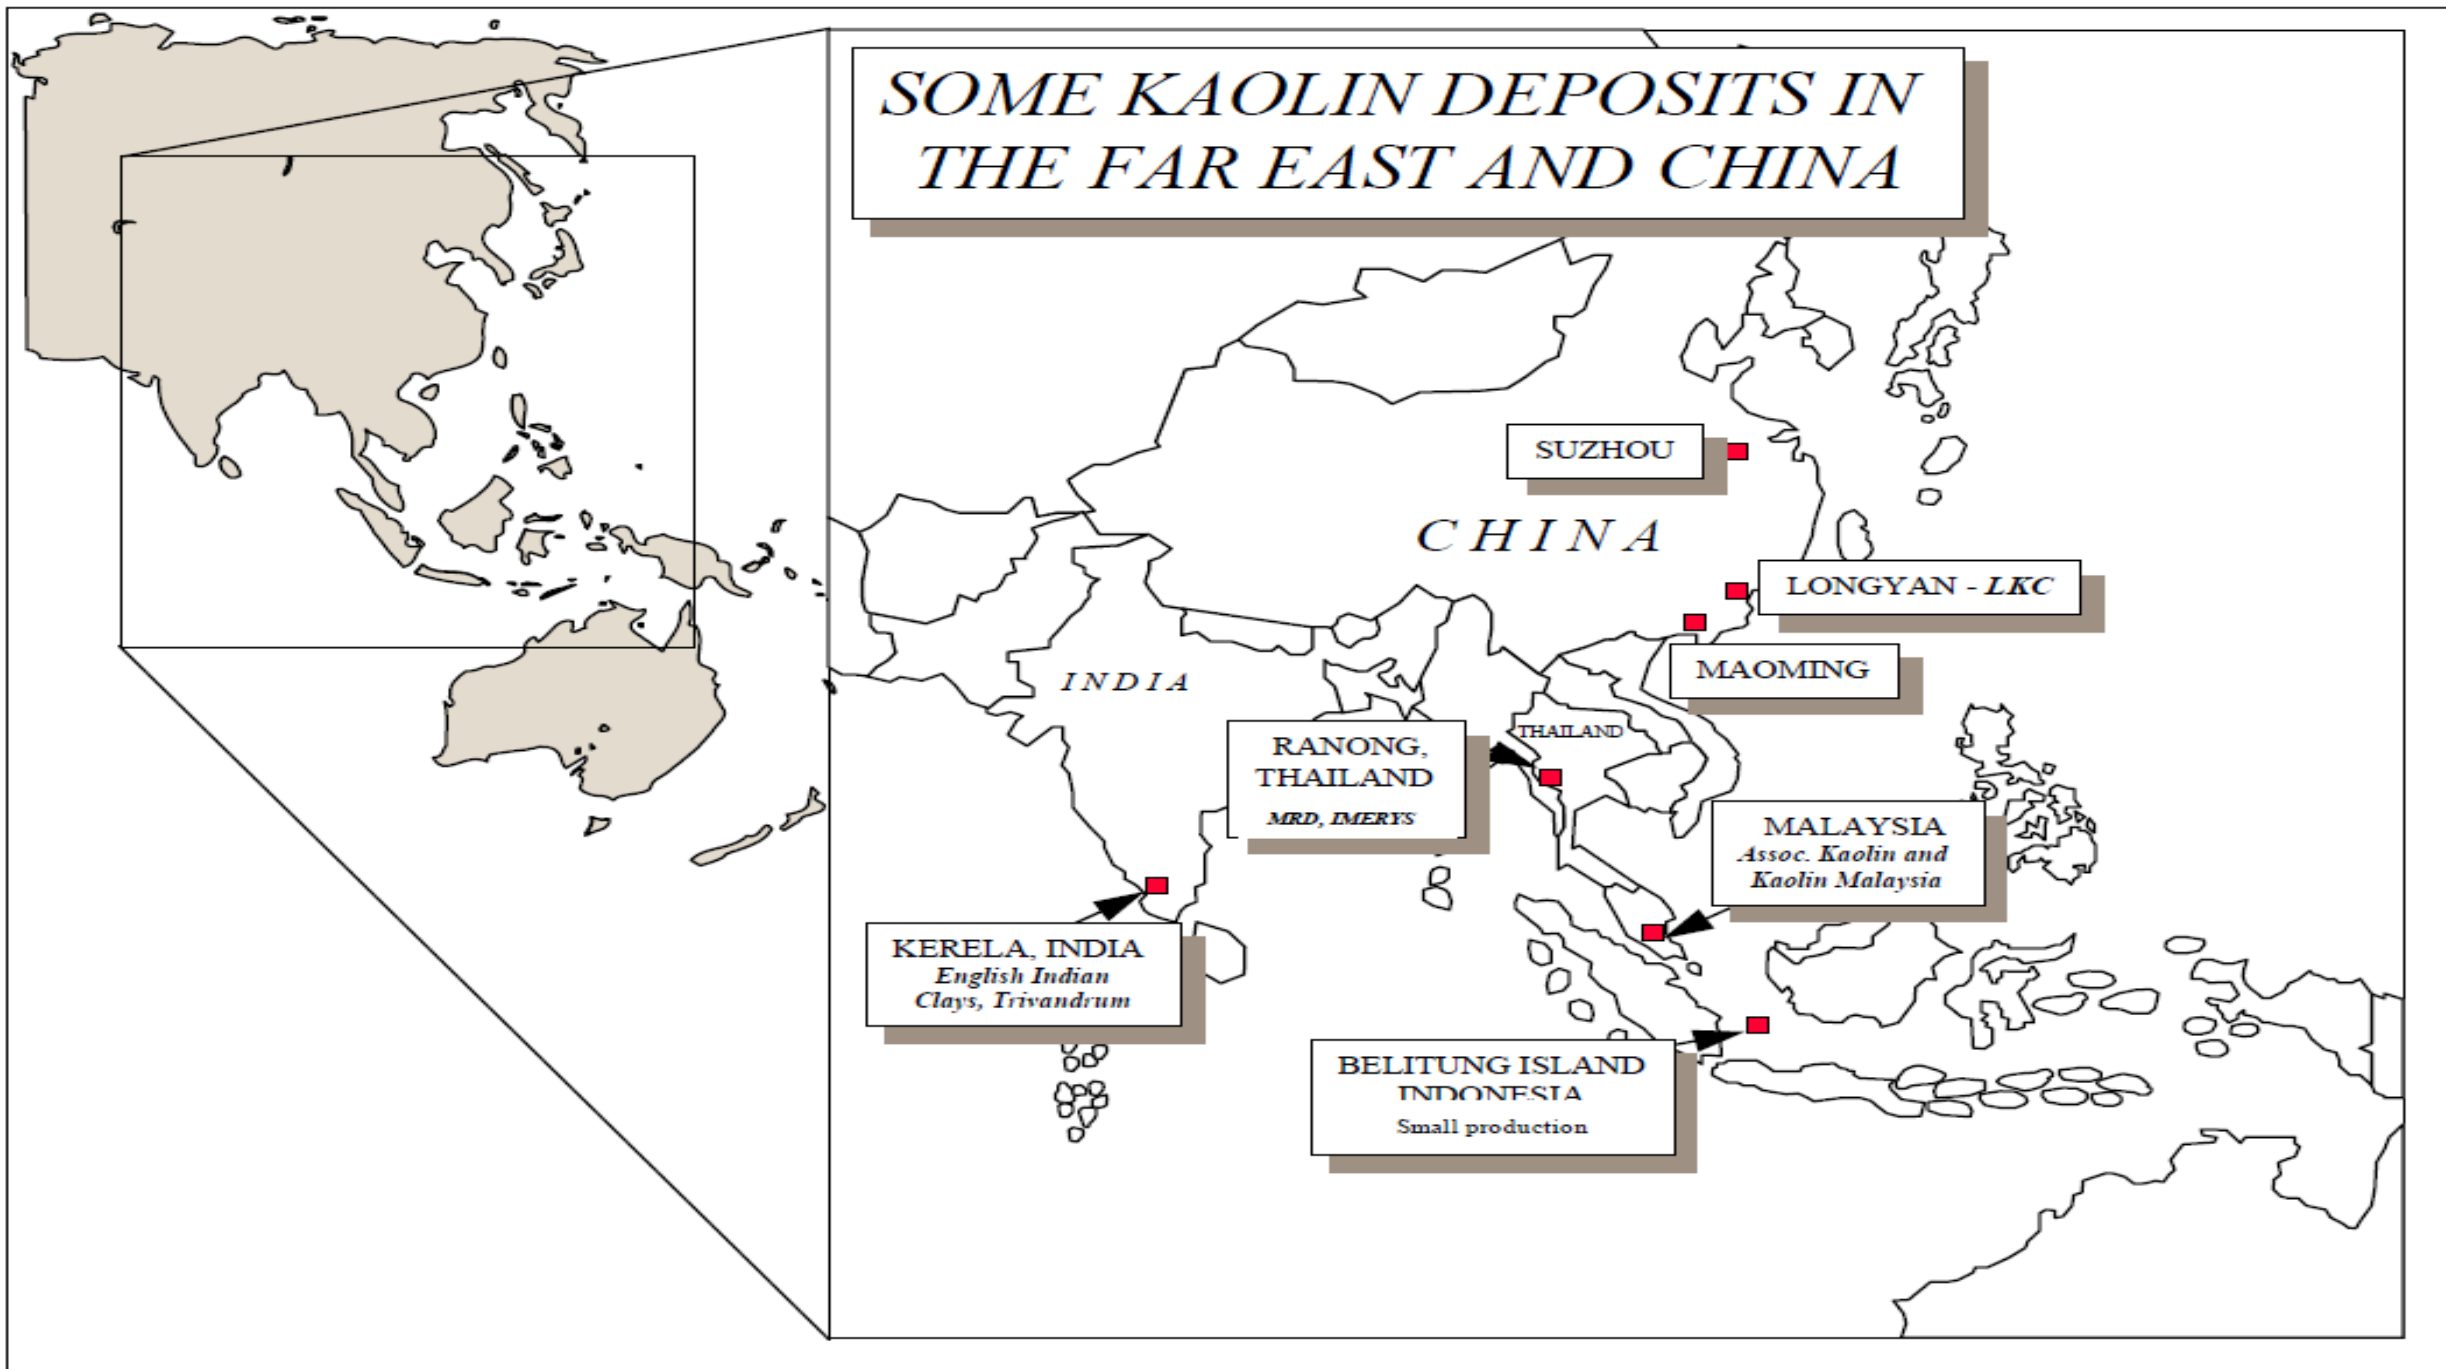 SOME KAOLIN DEPOSITS IN
THE FAR EAST AND CHINA
SUZHOU
CHINA
LONGYAN - LKC
MAOMING
INDIA
THAILAND
RANONG,
THAILAND
MRD, IMERYS
MALAYSIA
Assoc. Kaolin and
Kaolin Malaysia
KERELA, INDIA
English Indian
Clays, Trivandrum
BELITUNG ISLAND
INDONESIA
Small production